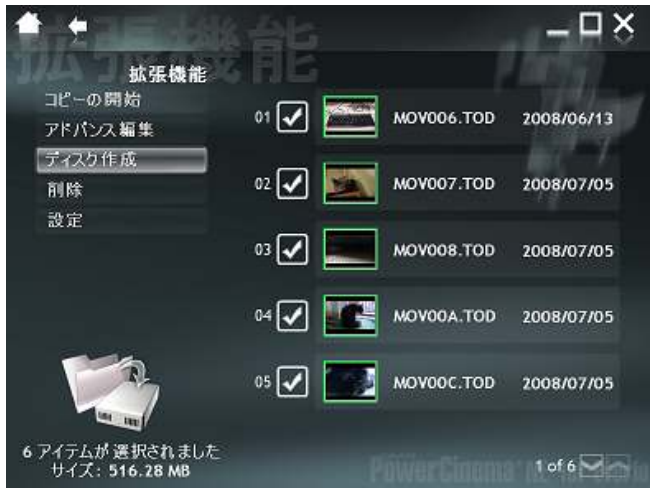 拡張機能
拡張機能
コピーの開始
アドバンス編集
ディスク作成
削除
設定
01 MOV006.TOD 2008/06/13
02 MOV007.TOD 2008/07/05
03 MOV008.TOD 2008/07/05
04 MOV00A.TOD 2008/07/05
05 MOV00C.TOD 2008/07/05
6 アイテムが選択されました
サイズ: 516.28 MB
1 of 6
PowerCinema